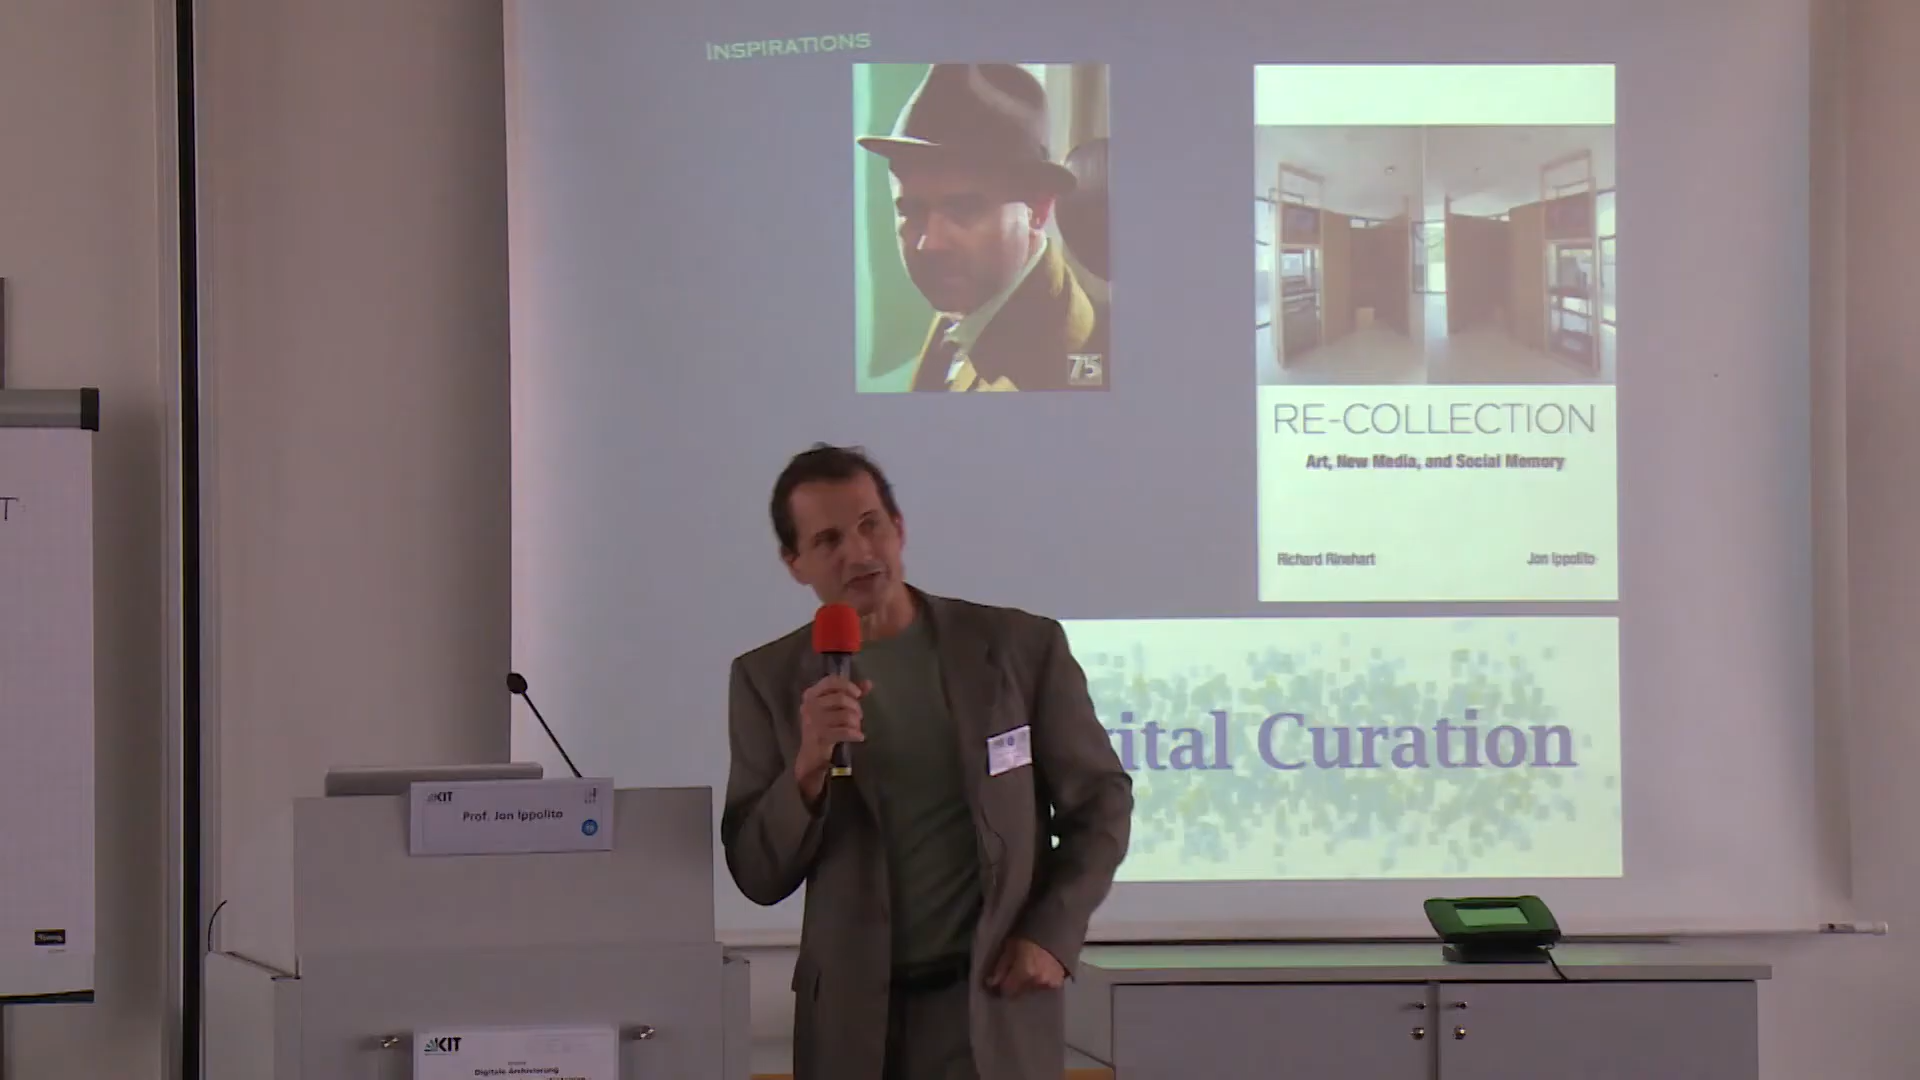 INSPIRATIONS
75
RE-COLLECTION
Art, New Media, and Social Memory
Richard Rinehart
Jon Ippolito
ital Curation
T
KIT
Prof. Jon Ippolito
KIT
Digitale Archivierung